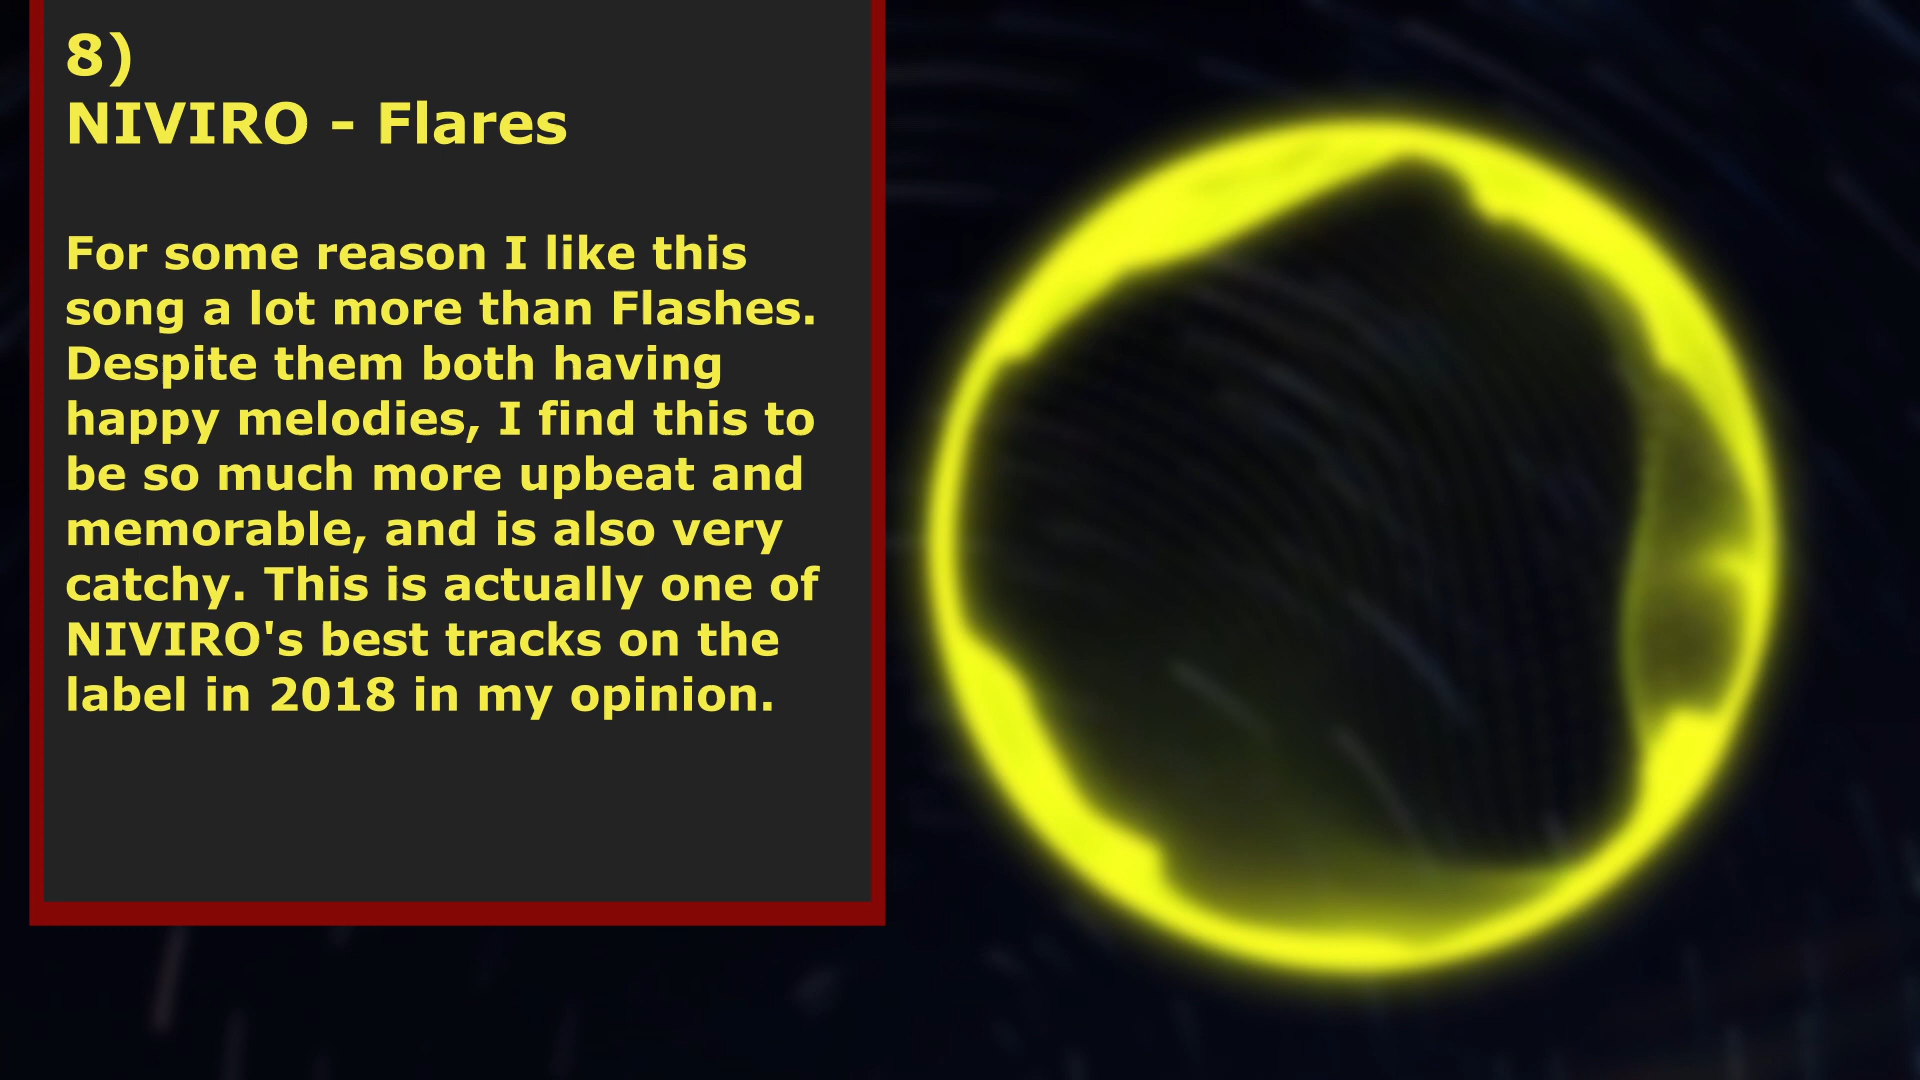 8)
NIVIRO - Flares
For some reason I like this
song a lot more than Flashes.
Despite them both having
happy melodies, I find this to
be so much more upbeat and
memorable, and is also very
catchy. This is actually one of
NIVIRO's best tracks on the
label in 2018 in my opinion.